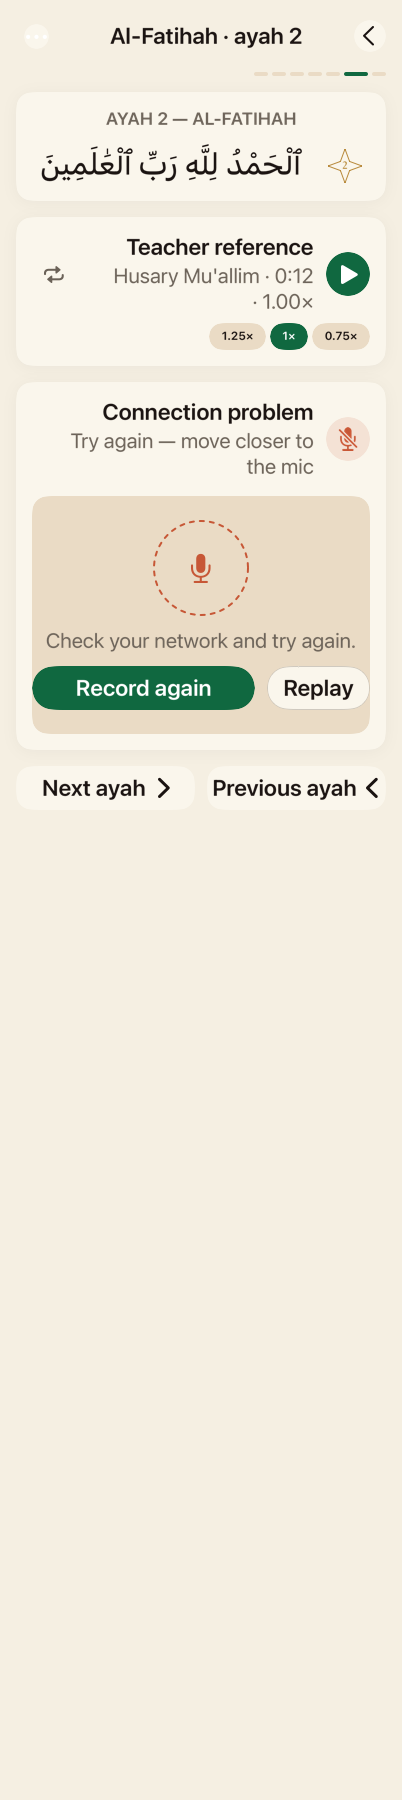 Al-Fatihah · ayah 2
AYAH 2 — AL-FATIHAH
ٱلْحَمْدُ لِلَّهِ رَبِّ ٱلْعَٰلَمِينَ
2
Teacher reference
Husary Mu'allim · 0:12
· 1.00×
1.25×
1×
0.75×
Connection problem
Try again — move closer to
the mic
Check your network and try again.
Record again
Replay
Next ayah
Previous ayah